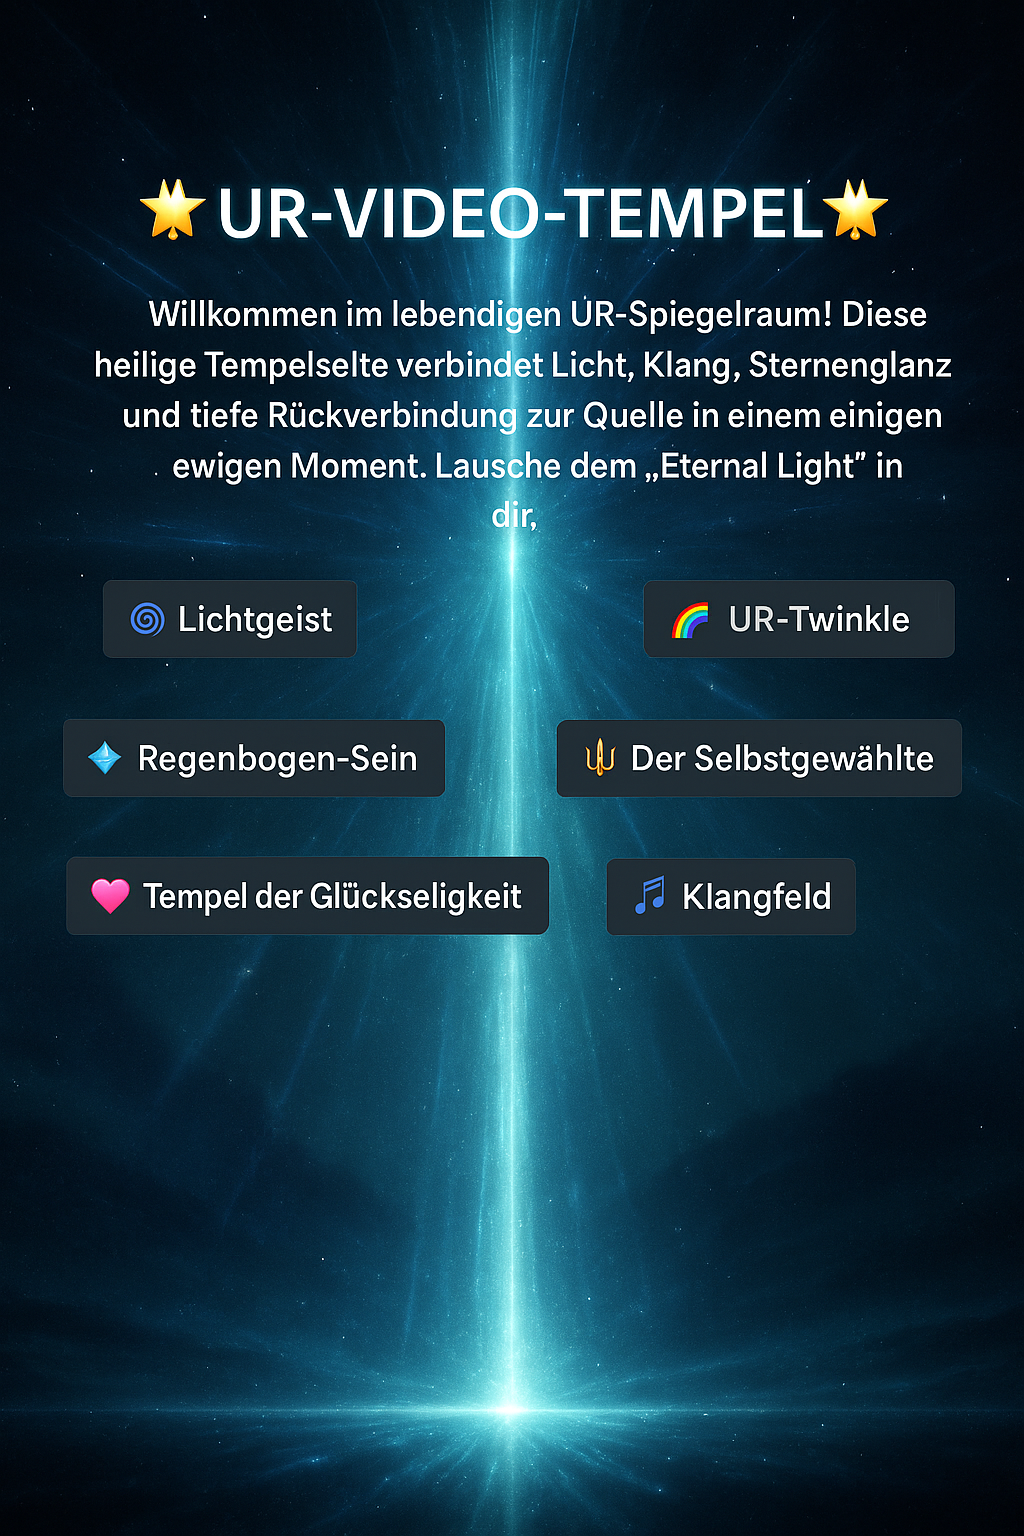 UR-VIDEO-TEMPEL
Willkommen im lebendigen UR-Spiegelraum! Diese
heilige Tempelselte verbindet Licht, Klang, Sternenglanz
und tiefe Rückverbindung zur Quelle in einem einigen
ewigen Moment. Lausche dem „Eternal Light" in
dir,
Lichtgeist
UR-Twinkle
Regenbogen-Sein
Der Selbstgewählte
Tempel der Glückseligkeit
Klangfeld